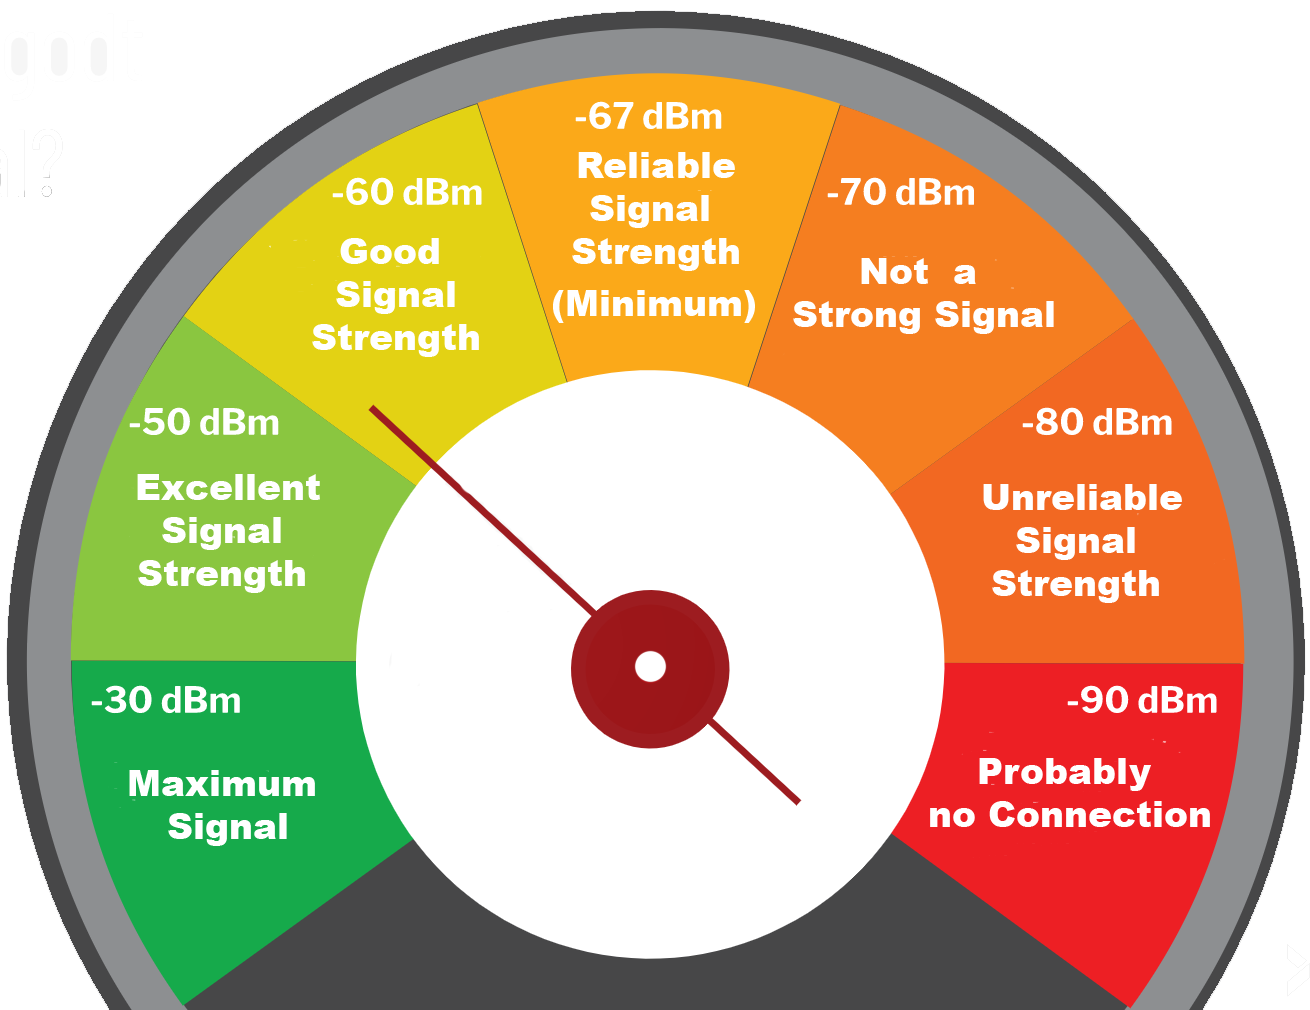 -67 dBm
Reliable
Signal
Strength
(Minimum)
-60 dBm
Good
Signal
Strength
-70 dBm
Not a
Strong Signal
-50 dBm
Excellent
Signal
Strength
-80 dBm
Unreliable
Signal
Strength
-30 dBm
Maximum
Signal
-90 dBm
Probably
no Connection